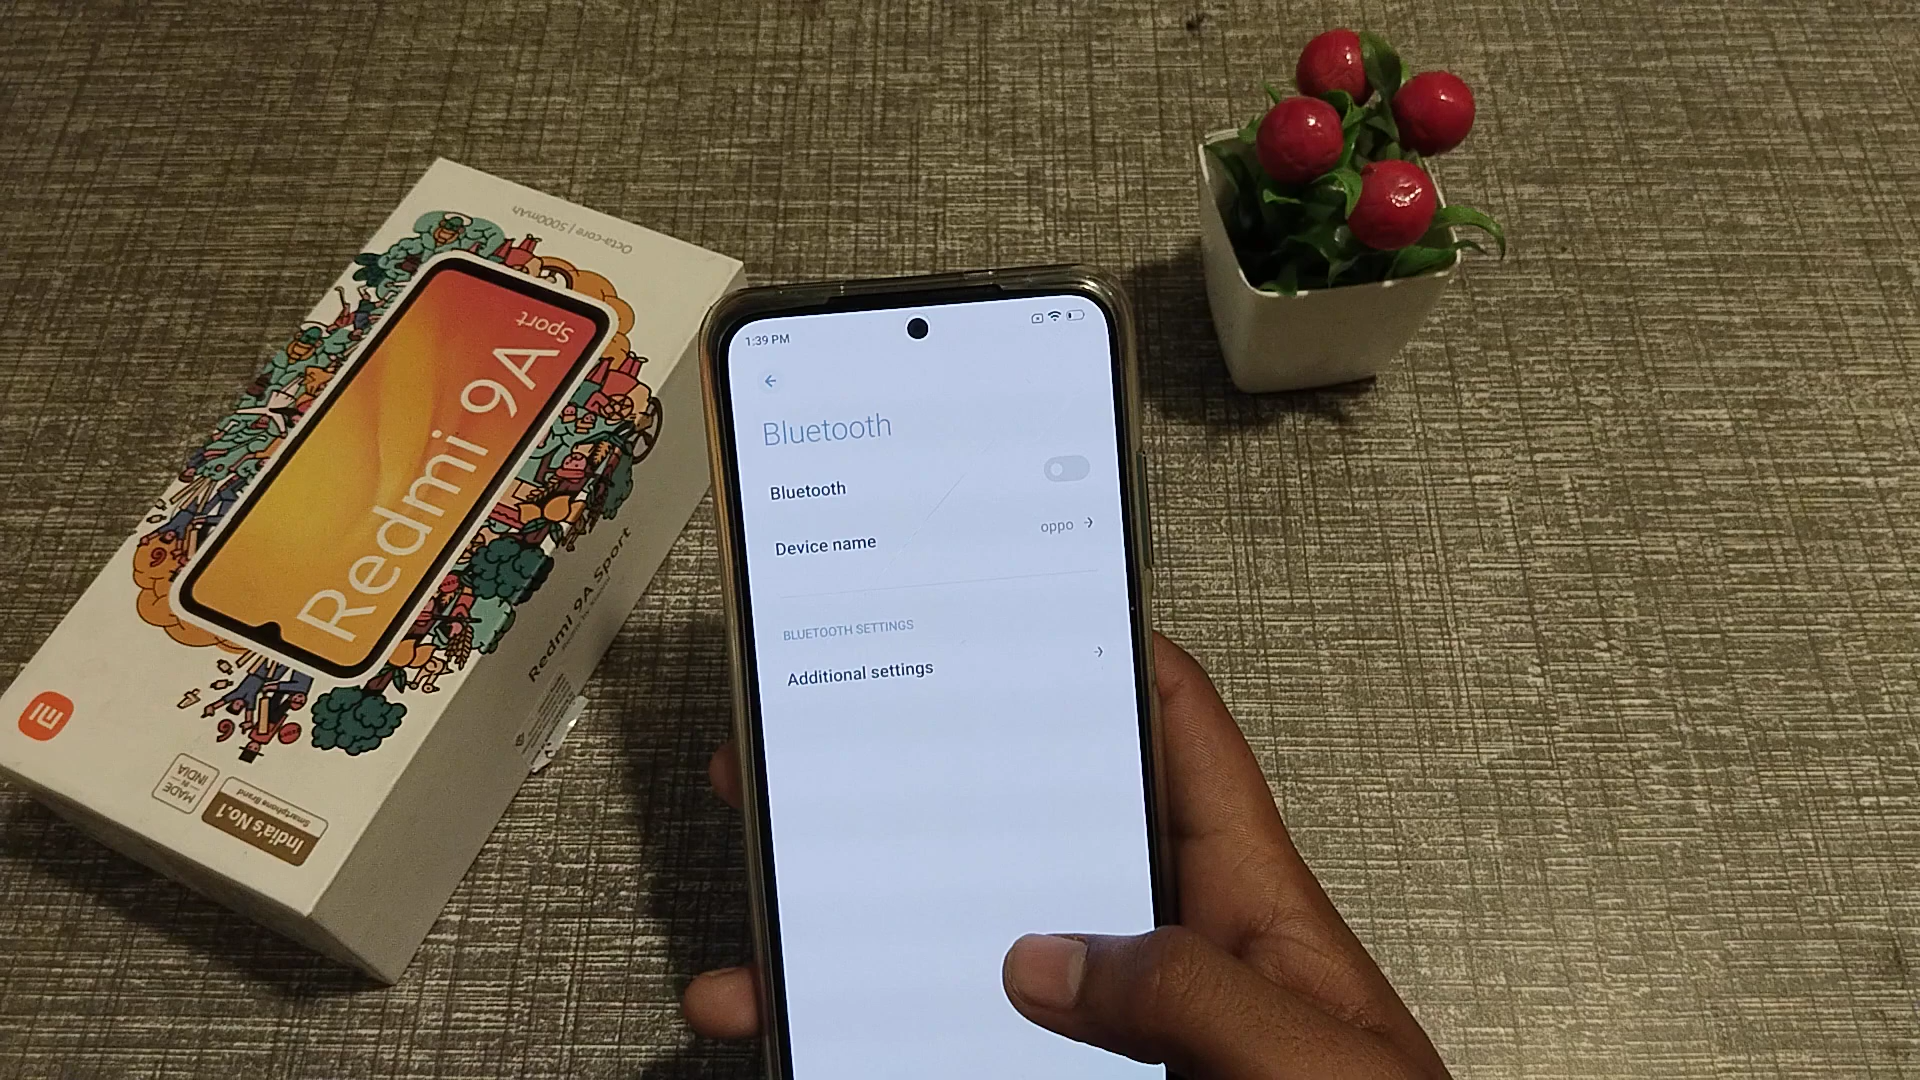 Octa-core | 5000mAh
Redmi 9A
Sport
Redmi 9A Sport
MADE
IN
INDIA
India's No.1
Smartphone Brand
1:39 PM
Bluetooth
Bluetooth
Device name
oppo
BLUETOOTH SETTINGS
Additional settings